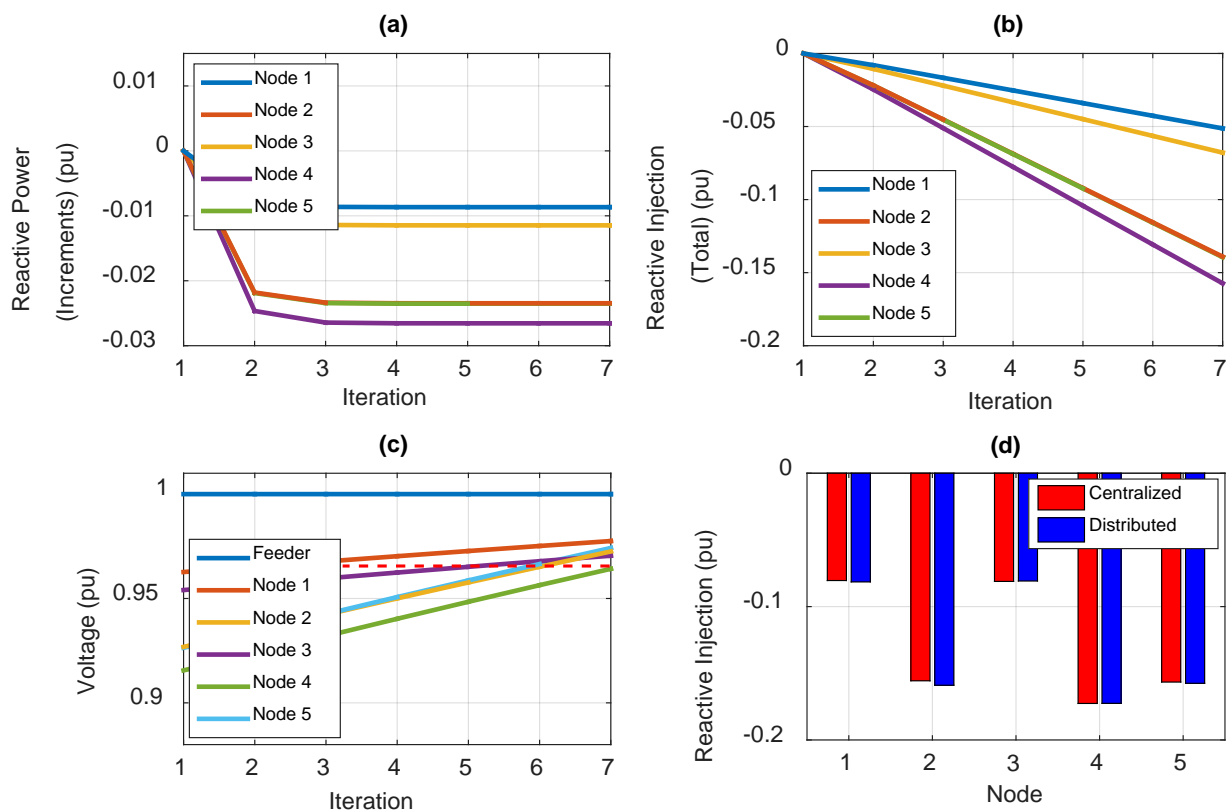 (a)
Reactive Power
(Increments) (pu)
0.01
0
-0.01
-0.02
-0.03
Node 1
Node 2
Node 3
Node 4
Node 5
1 2 3 4 5 6 7
Iteration
(b)
Reactive Injection
(Total) (pu)
0
-0.05
-0.1
-0.15
-0.2
Node 1
Node 2
Node 3
Node 4
Node 5
1 2 3 4 5 6 7
Iteration
(c)
Voltage (pu)
1
0.95
0.9
Feeder
Node 1
Node 2
Node 3
Node 4
Node 5
1 2 3 4 5 6 7
Iteration
(d)
Reactive Injection (pu)
0
-0.1
-0.2
Centralized
Distributed
1 2 3 4 5
Node